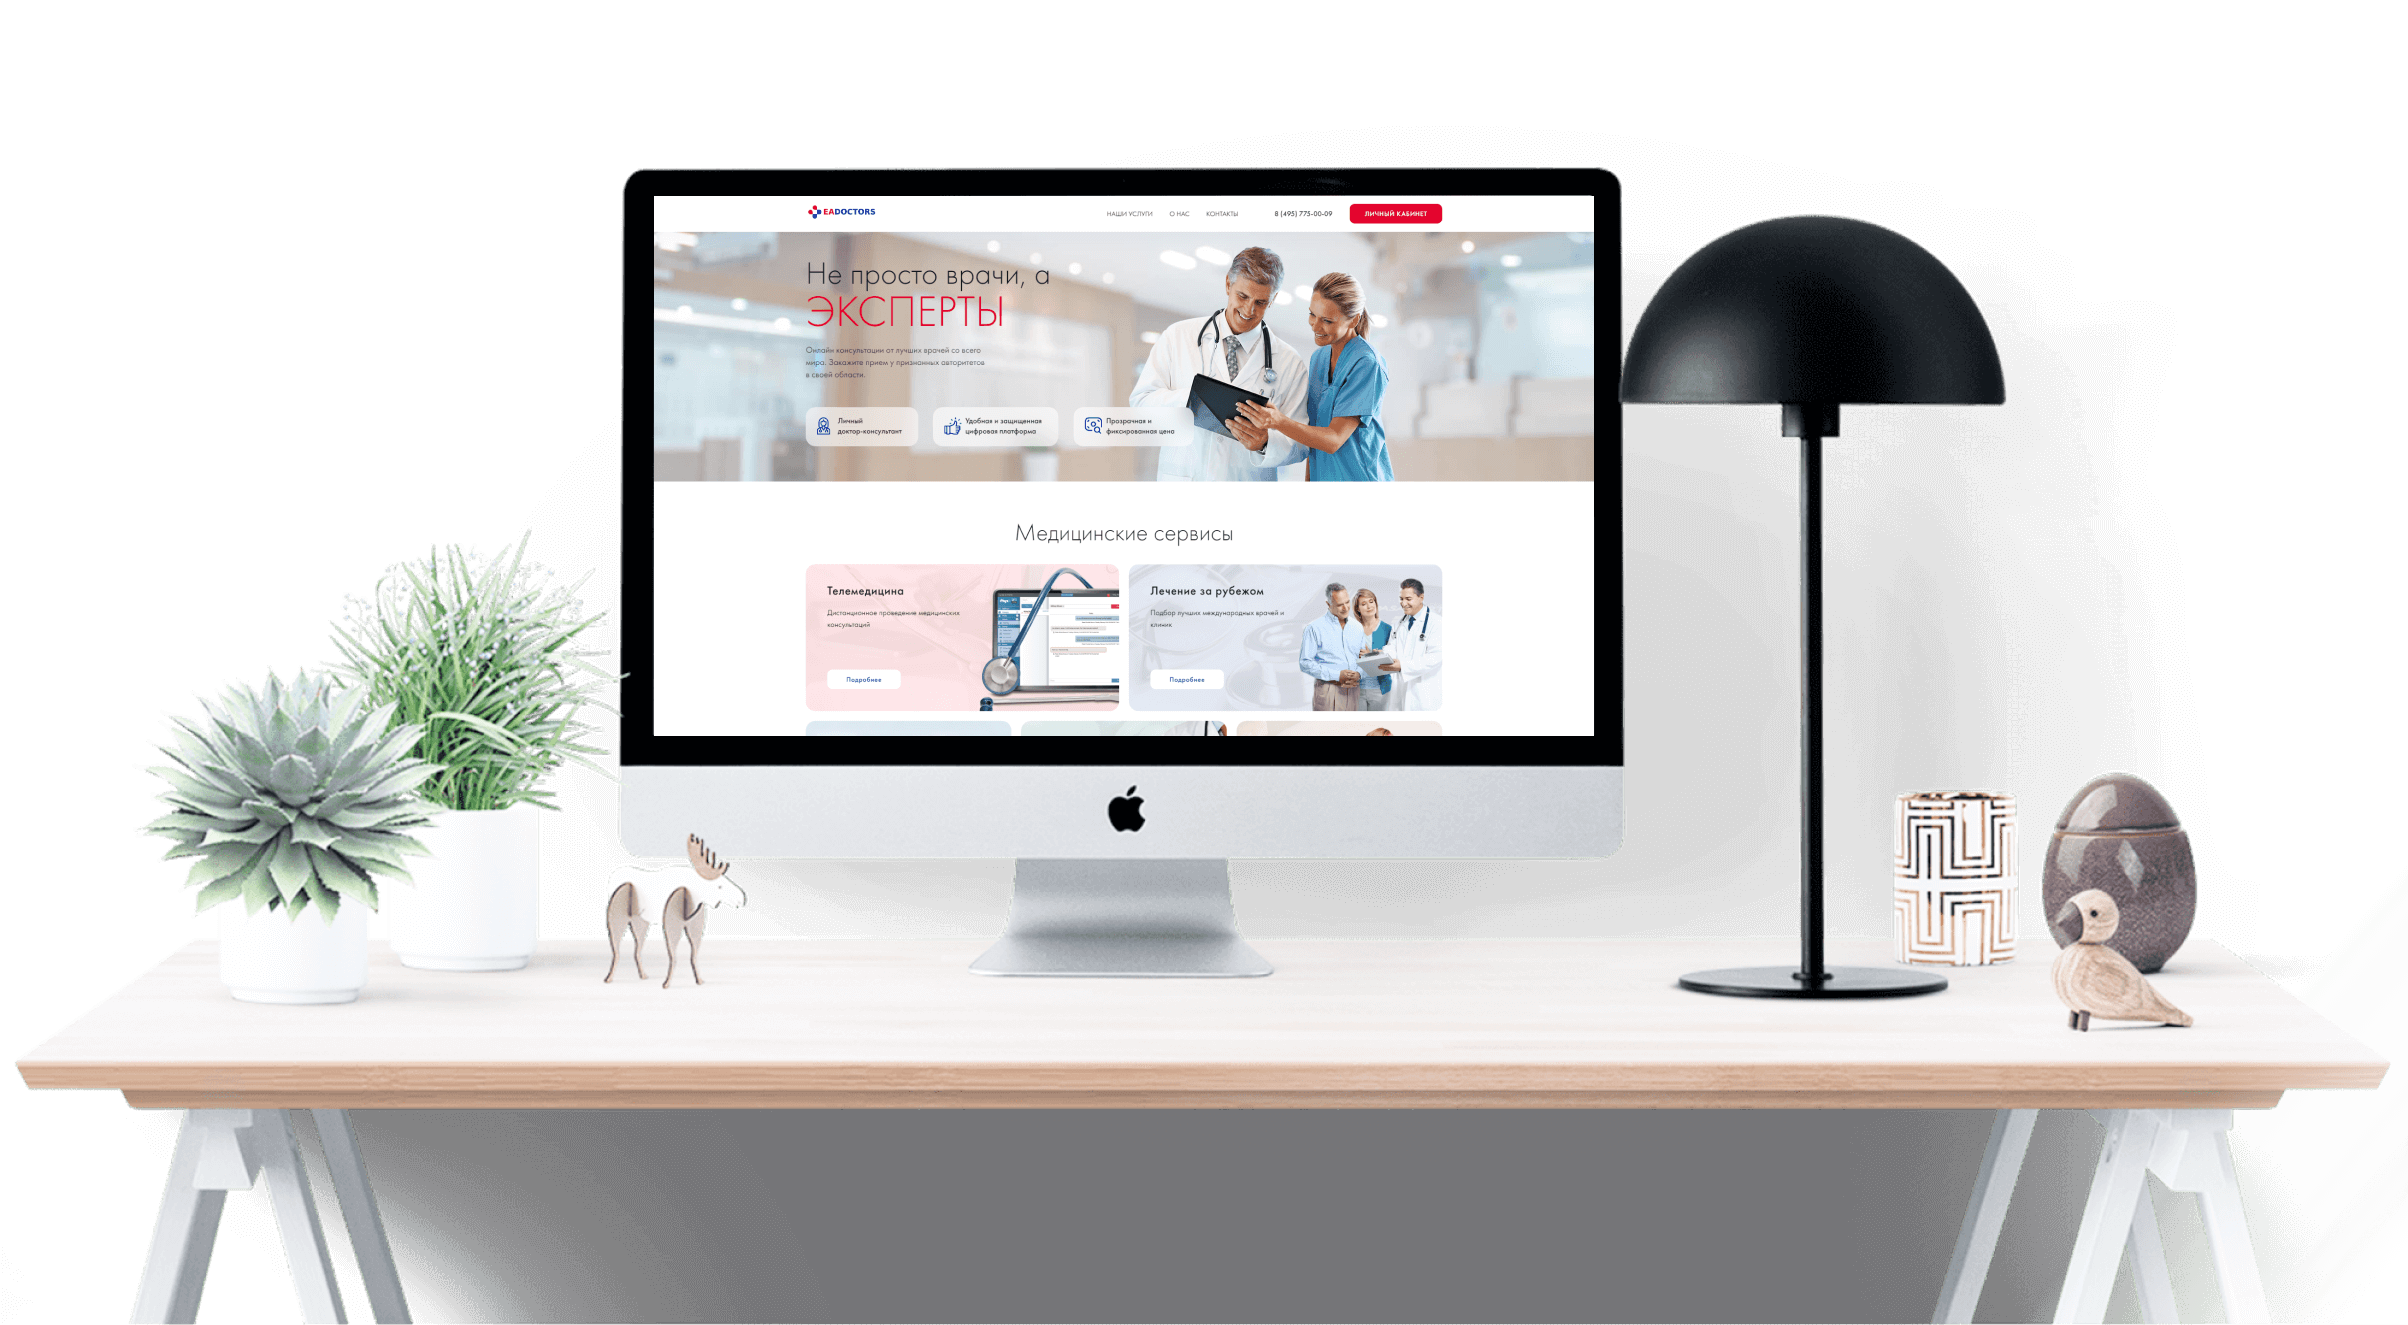 EADOCTORS
НАШИ УСЛУГИ
О НАС
КОНТАКТЫ
8 (495) 775-00-09
ЛИЧНЫЙ КАБИНЕТ
Не просто врачи, а
ЭКСПЕРТЫ
Онлайн консультации от лучших врачей со всего
мира. Закажите прием у признанных авторитетов
в своей области.
Личный
доктор-консультант
Удобная и защищенная
цифровая платформа
Прозрачная и
фиксированная цена
Медицинские сервисы
Телемедицина
Дистанционное проведение медицинских
консультаций
Подробнее
Лечение за рубежом
Подбор лучших международных врачей и
клиник
Подробнее